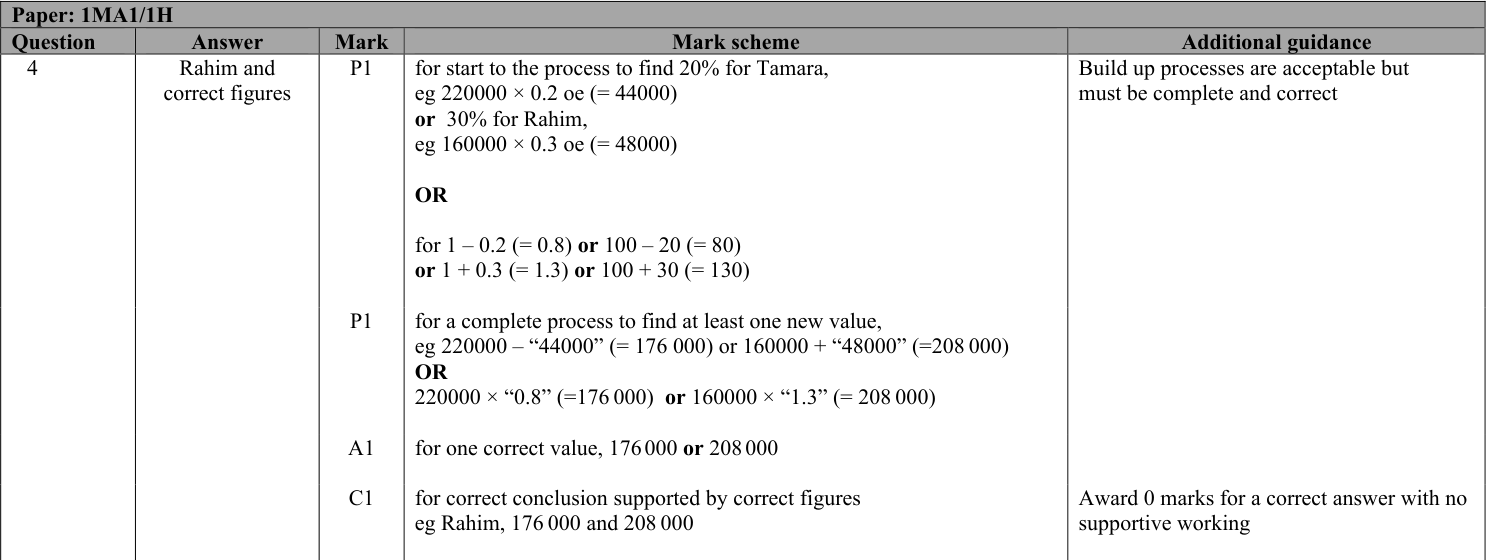 Paper: 1MA1/1H
Question Answer Mark Mark scheme Additional guidance
4 Rahim and correct figures P1 for start to the process to find 20% for Tamara,
eg 220000 × 0.2 oe (= 44000)
or 30% for Rahim,
eg 160000 × 0.3 oe (= 48000)
Build up processes are acceptable but
must be complete and correct
OR
for 1 – 0.2 (= 0.8) or 100 – 20 (= 80)
or 1 + 0.3 (= 1.3) or 100 + 30 (= 130)
P1 for a complete process to find at least one new value,
eg 220000 – “44000” (= 176 000) or 160000 + “48000” (=208 000)
OR
220000 × “0.8” (=176 000) or 160000 × “1.3” (= 208 000)
A1 for one correct value, 176 000 or 208 000
C1 for correct conclusion supported by correct figures
eg Rahim, 176 000 and 208 000
Award 0 marks for a correct answer with no
supportive working